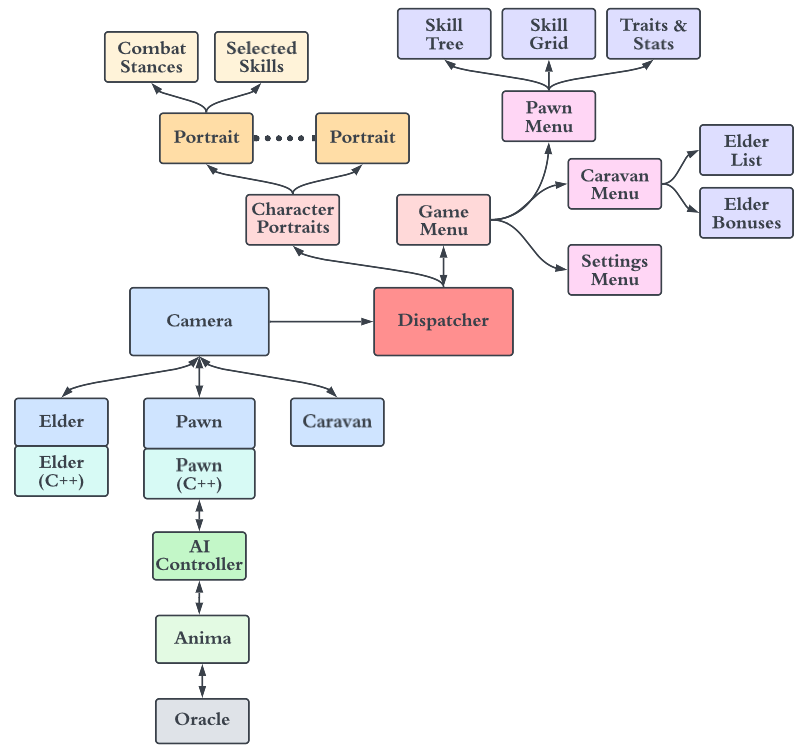 Skill
Tree
Skill
Grid
Traits &
Stats
Combat
Stances
Selected
Skills
Pawn
Menu
Portrait
Portrait
Elder
List
Caravan
Menu
Elder
Bonuses
Character
Portraits
Game
Menu
Settings
Menu
Camera
Dispatcher
Elder
Pawn
Caravan
Elder
(C++)
Pawn
(C++)
AI
Controller
Anima
Oracle